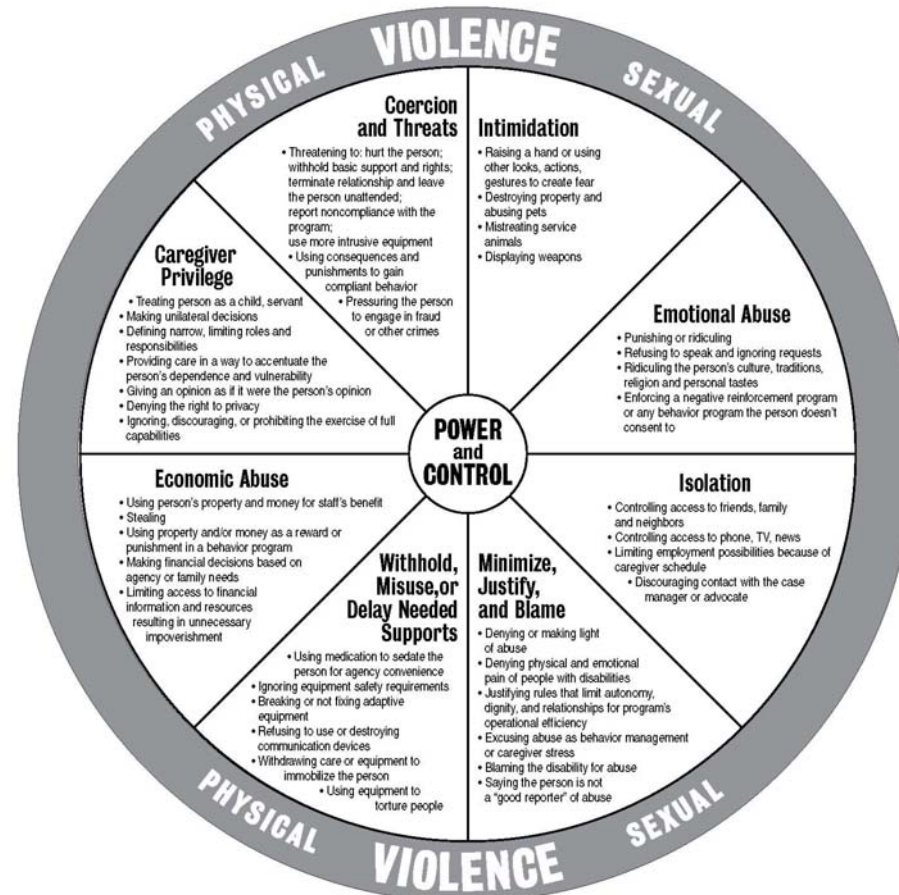 PHYSICAL VIOLENCE SEXUAL
Coercion
and Threats
• Threatening to: hurt the person;
withhold basic support and rights;
terminate relationship and leave
the person unattended;
report noncompliance with the
program;
use more intrusive equipment
• Using consequences and
punishments to gain
compliant behavior
• Pressuring the person
to engage in fraud
or other crimes
Intimidation
• Raising a hand or using
other looks, actions,
gestures to create fear
• Destroying property and
abusing pets
• Mistreating service
animals
• Displaying weapons
Caregiver
Privilege
• Treating person as a child, servant
• Making unilateral decisions
• Defining narrow, limiting roles and
responsibilities
• Providing care in a way to accentuate the
person's dependence and vulnerability
• Giving an opinion as if it were the person's opinion
• Denying the right to privacy
• Ignoring, discouraging, or prohibiting the exercise of full
capabilities
Emotional Abuse
• Punishing or ridiculing
• Refusing to speak and ignoring requests
• Ridiculing the person's culture, traditions,
religion and personal tastes
• Enforcing a negative reinforcement program
or any behavior program the person doesn't
consent to
POWER
and
CONTROL
Economic Abuse
• Using person's property and money for staff's benefit
• Stealing
• Using property and/or money as a reward or
punishment in a behavior program
• Making financial decisions based on
agency or family needs
• Limiting access to financial
information and resources
resulting in unnecessary
impoverishment
Isolation
• Controlling access to friends, family
and neighbors
• Controlling access to phone, TV, news
• Limiting employment possibilities because of
caregiver schedule
• Discouraging contact with the case
manager or advocate
Withhold,
Misuse,or
Delay Needed
Supports
• Using medication to sedate the
person for agency convenience
• Ignoring equipment safety requirements
• Breaking or not fixing adaptive
equipment
• Refusing to use or destroying
communication devices
• Withdrawing care or equipment to
immobilize the person
• Using equipment to
torture people
Minimize,
Justify,
and Blame
• Denying or making light
of abuse
• Denying physical and emotional
pain of people with disabilities
• Justifying rules that limit autonomy,
dignity, and relationships for program's
operational efficiency
• Excusing abuse as behavior management
or caregiver stress
• Blaming the disability for abuse
• Saying the person is not
a "good reporter" of abuse
PHYSICAL VIOLENCE SEXUAL